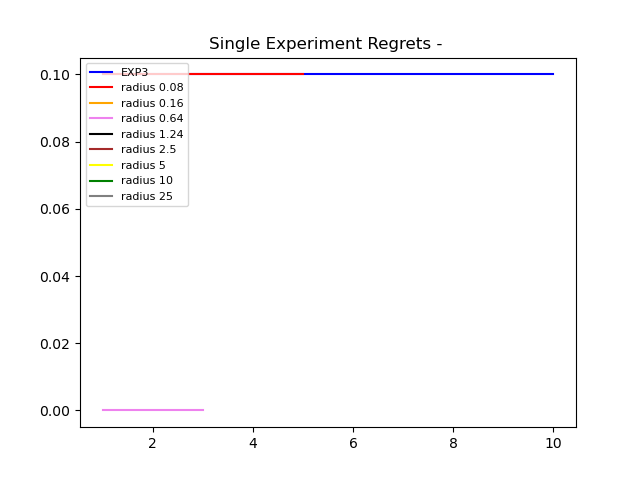 Single Experiment Regrets -
0.10
0.08
0.06
0.04
0.02
0.00
EXP3
radius 0.08
radius 0.16
radius 0.64
radius 1.24
radius 2.5
radius 5
radius 10
radius 25
2 4 6 8 10